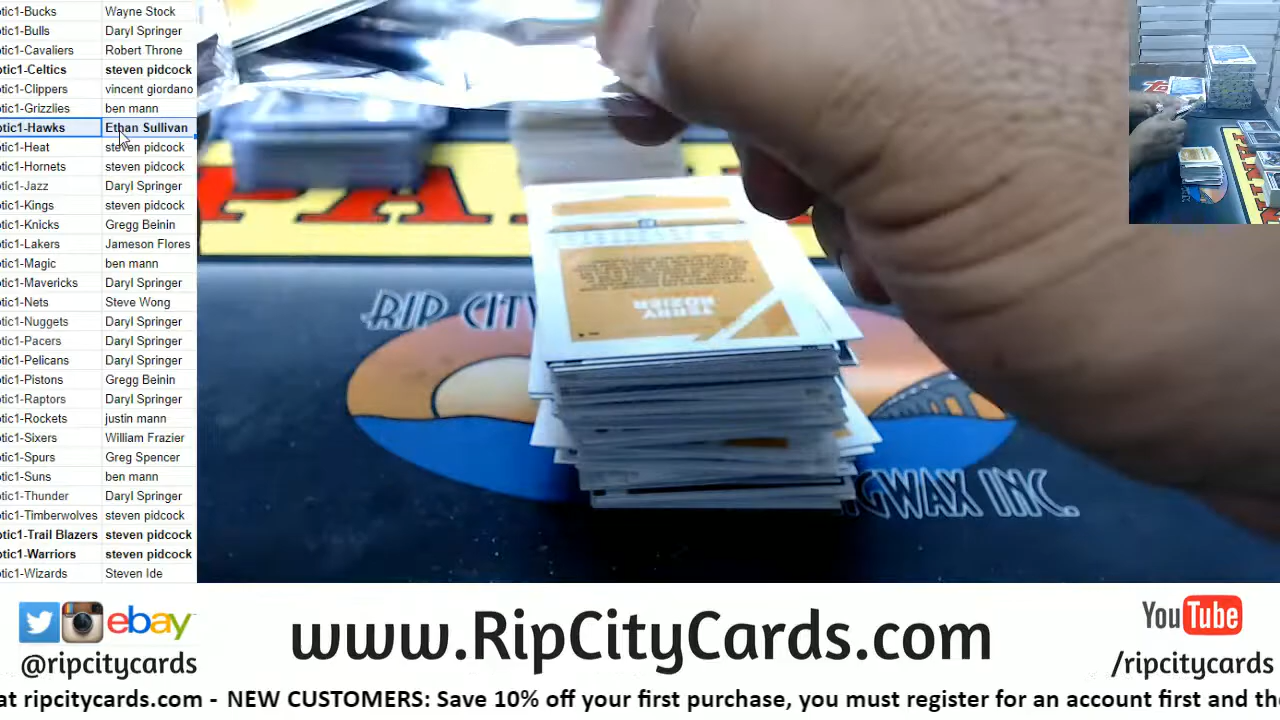 otic1-Bucks Wayne Stock
otic1-Bulls Daryl Springer
otic1-Cavaliers Robert Throne
otic1-Celtics steven pidcock
otic1-Clippers vincent giordano
otic1-Grizzlies ben mann
otic1-Hawks Ethan Sullivan
otic1-Heat steven pidcock
otic1-Hornets steven pidcock
otic1-Jazz Daryl Springer
otic1-Kings steven pidcock
otic1-Knicks Gregg Beinin
otic1-Lakers Jameson Flores
otic1-Magic ben mann
otic1-Mavericks Daryl Springer
otic1-Nets Steve Wong
otic1-Nuggets Daryl Springer
otic1-Pacers Daryl Springer
otic1-Pelicans Daryl Springer
otic1-Pistons Gregg Beinin
otic1-Raptors Daryl Springer
otic1-Rockets justin mann
otic1-Sixers William Frazier
otic1-Spurs Greg Spencer
otic1-Suns ben mann
otic1-Thunder Daryl Springer
otic1-Timberwolves steven pidcock
otic1-Trail Blazers steven pidcock
otic1-Warriors steven pidcock
otic1-Wizards Steven Ide
TERRY
ROZIER
RIP CITY
GWAX INC.
ebay
@ripcitycards
www.RipCityCards.com
YouTube
/ripcitycards
at ripcitycards.com - NEW CUSTOMERS: Save 10% off your first purchase, you must register for an account first and the